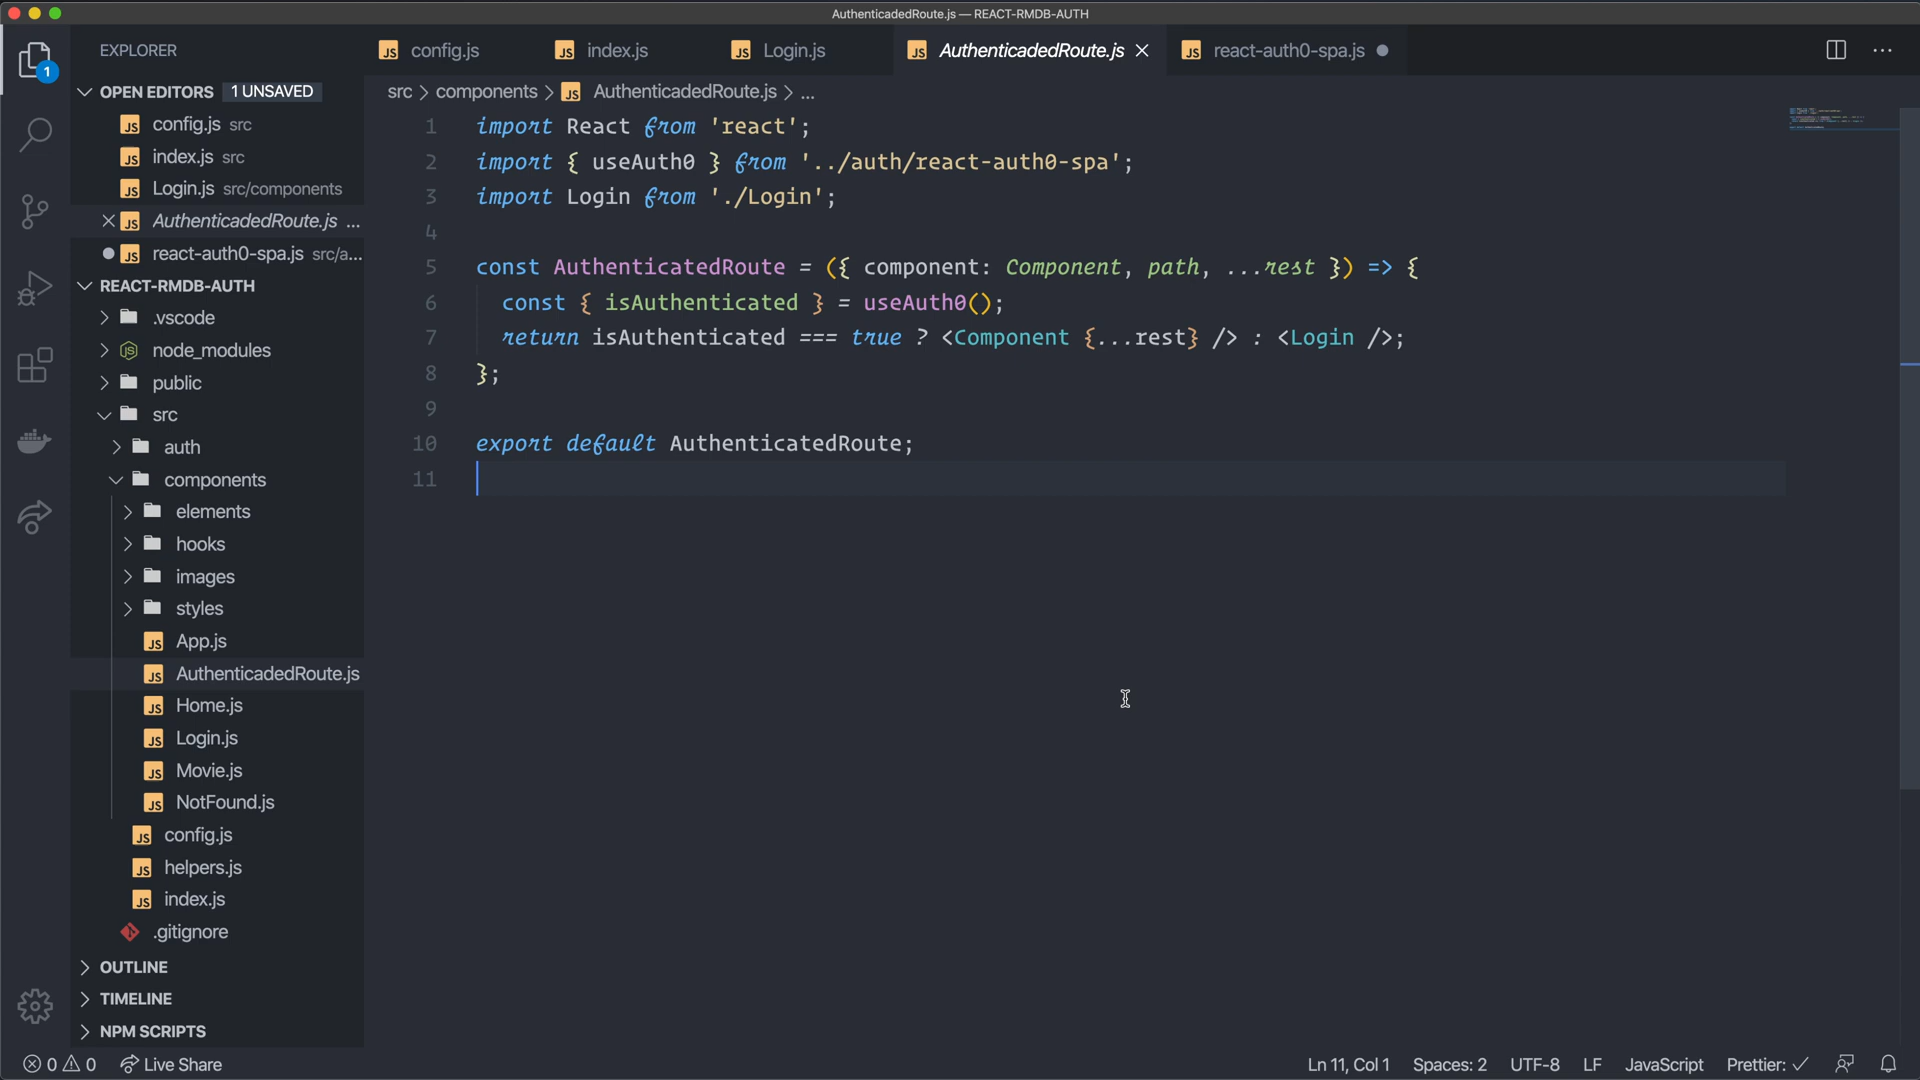 AuthenticadedRoute.js — REACT-RMDB-AUTH
EXPLORER
config.js
index.js
Login.js
AuthenticadedRoute.js
react-auth0-spa.js
1
OPEN EDITORS 1 UNSAVED
config.js src
index.js src
Login.js src/components
AuthenticadedRoute.js ...
react-auth0-spa.js src/a...
REACT-RMDB-AUTH
.vscode
node_modules
public
src
auth
components
elements
hooks
images
styles
App.js
AuthenticadedRoute.js
Home.js
Login.js
Movie.js
NotFound.js
config.js
helpers.js
index.js
.gitignore
OUTLINE
TIMELINE
NPM SCRIPTS
src > components > JS AuthenticadedRoute.js > ...
1 import React from 'react';
2 import { useAuth0 } from '../auth/react-auth0-spa';
3 import Login from './Login';
4
5 const AuthenticatedRoute = ({ component: Component, path, ...rest }) => {
6 const { isAuthenticated } = useAuth0();
7 return isAuthenticated === true ? <Component {...rest} /> : <Login />;
8 };
9
10 export default AuthenticatedRoute;
11
0 0 Live Share
Ln 11, Col 1 Spaces: 2 UTF-8 LF JavaScript Prettier: ✓